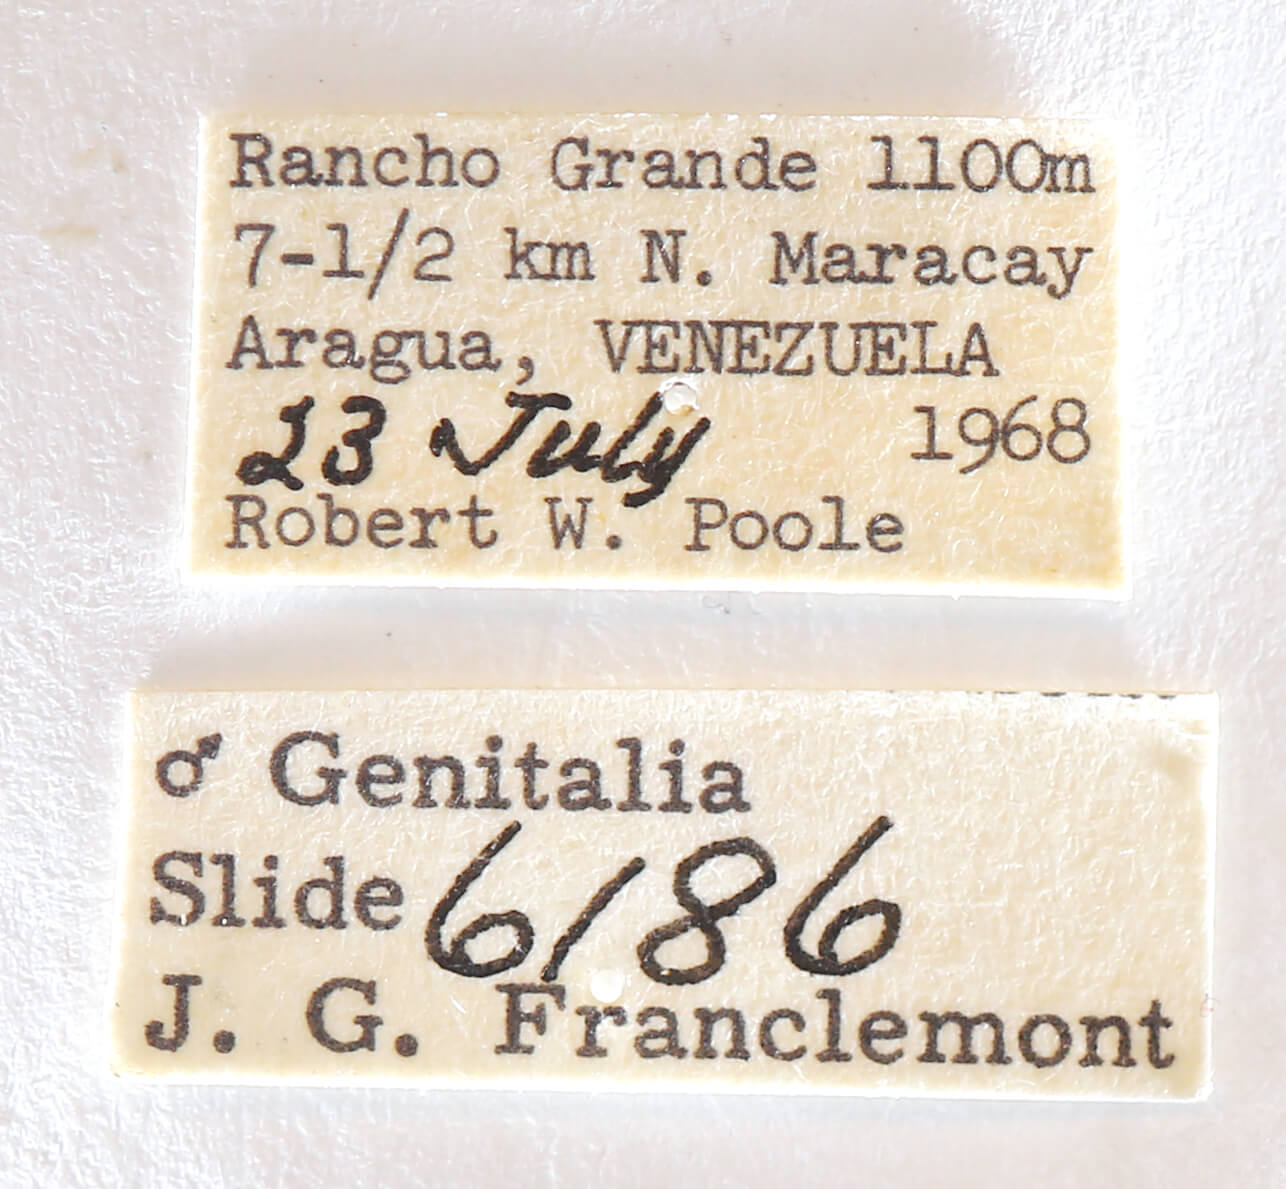 Rancho Grande 1100m
7-1/2 km N. Maracay
Aragua, VENEZUELA
23 July 1968
Robert W. Poole
♂ Genitalia
Slide 6186
J. G. Franclemont